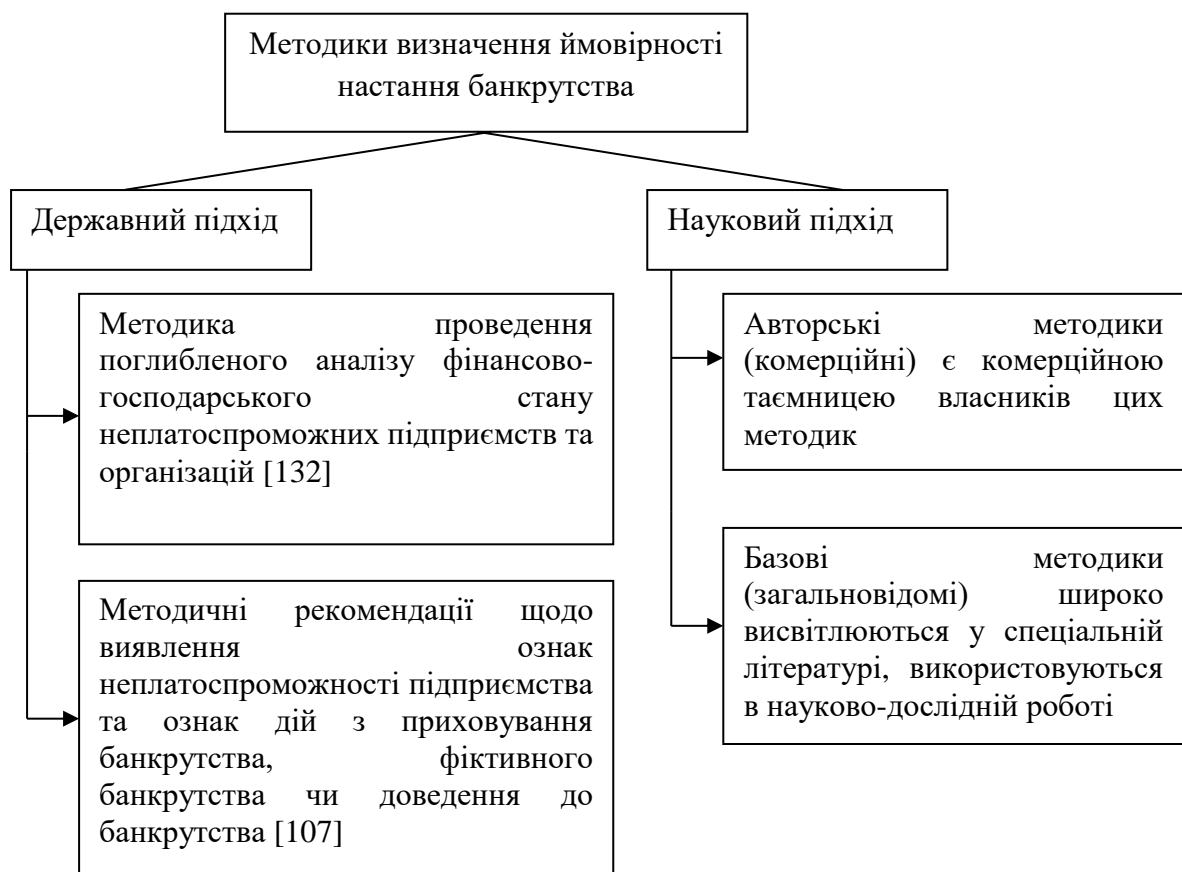 Методики визначення ймовірності
настання банкрутства
Державний підхід
Методика проведення
поглибленого аналізу фінансово-
господарського стану
неплатоспроможних підприємств та
організацій [132]
Методичні рекомендації щодо
виявлення ознак
неплатоспроможності підприємства
та ознак дій з приховування
банкрутства, фіктивного
банкрутства чи доведення до
банкрутства [107]
Науковий підхід
Авторські методики
(комерційні) є комерційною
таємницею власників цих
методик
Базові методики
(загальновідомі) широко
висвітлюються у спеціальній
літературі, використовуються
в науково-дослідній роботі